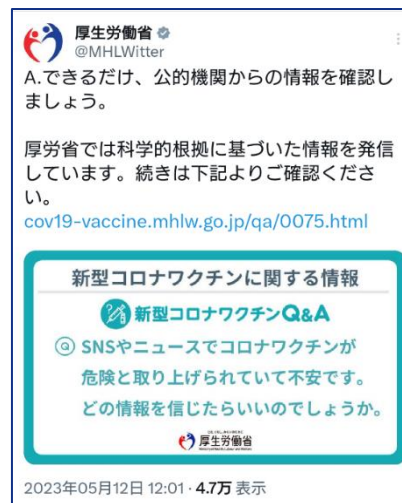 厚生労働省
@MHLWitter
A.できるだけ、公的機関からの情報を確認し
ましょう。
厚労省では科学的根拠に基づいた情報を発信
しています。続きは下記よりご確認くださ
い。
cov19-vaccine.mhlw.go.jp/qa/0075.html
新型コロナワクチンに関する情報
新型コロナワクチンQ&A
Q SNSやニュースでコロナワクチンが
危険と取り上げられていて不安です。
どの情報を信じたらいいのでしょうか。
厚生労働省
2023年05月12日 12:01 · 4.7万 表示